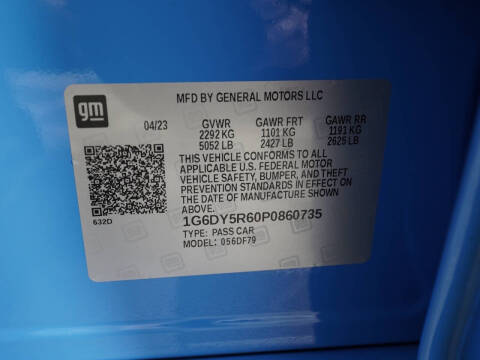 gm
MFD BY GENERAL MOTORS LLC
04/23 GVWR GAWR FRT GAWR RR
2292 KG 1101 KG 1191 KG
5052 LB 2427 LB 2625 LB
THIS VEHICLE CONFORMS TO ALL
APPLICABLE U.S. FEDERAL MOTOR
VEHICLE SAFETY, BUMPER, AND THEFT
PREVENTION STANDARDS IN EFFECT ON
THE DATE OF MANUFACTURE SHOWN
ABOVE.
632D
1G6DY5R60P0860735
TYPE: PASS CAR
MODEL: 056DF79